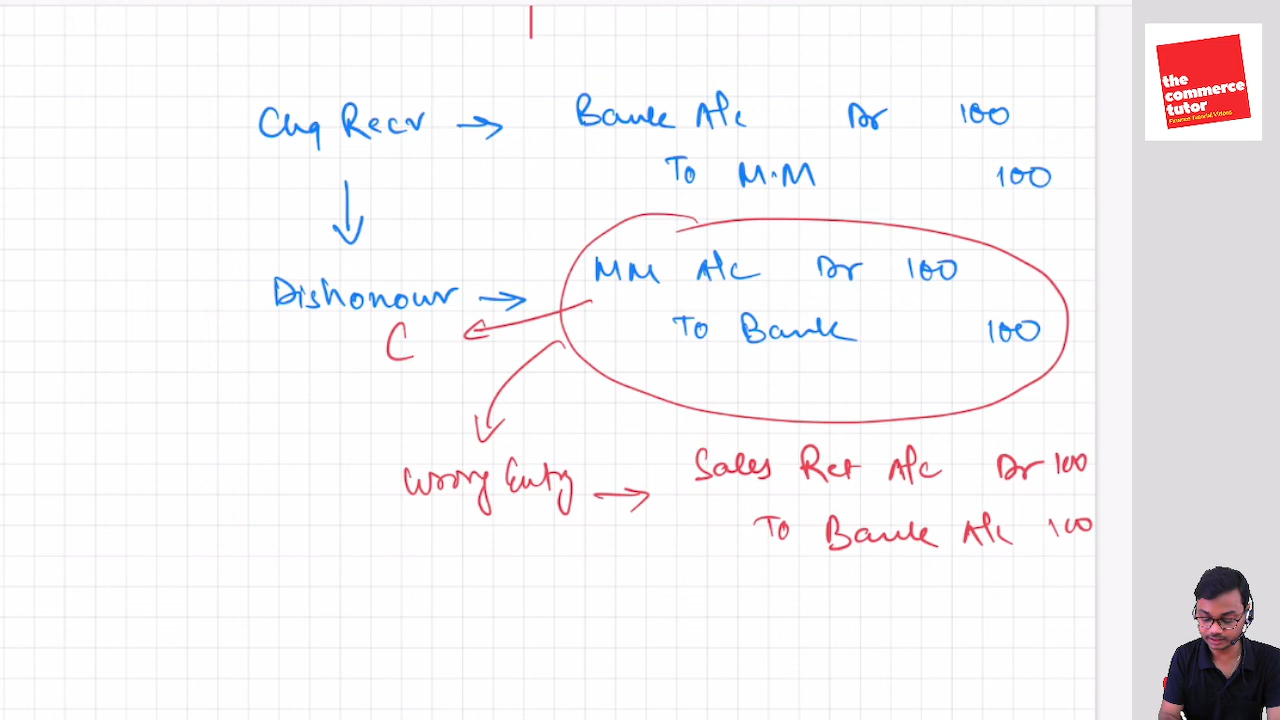 Chq Recv → Bank A/c Dr 100
To M.M 100
MM A/c Dr 100
Dishonour →
To Bank 100
C
Wrong Entry → Sales Ret A/c Dr 100
To Bank A/c 100
the
commerce
tutor